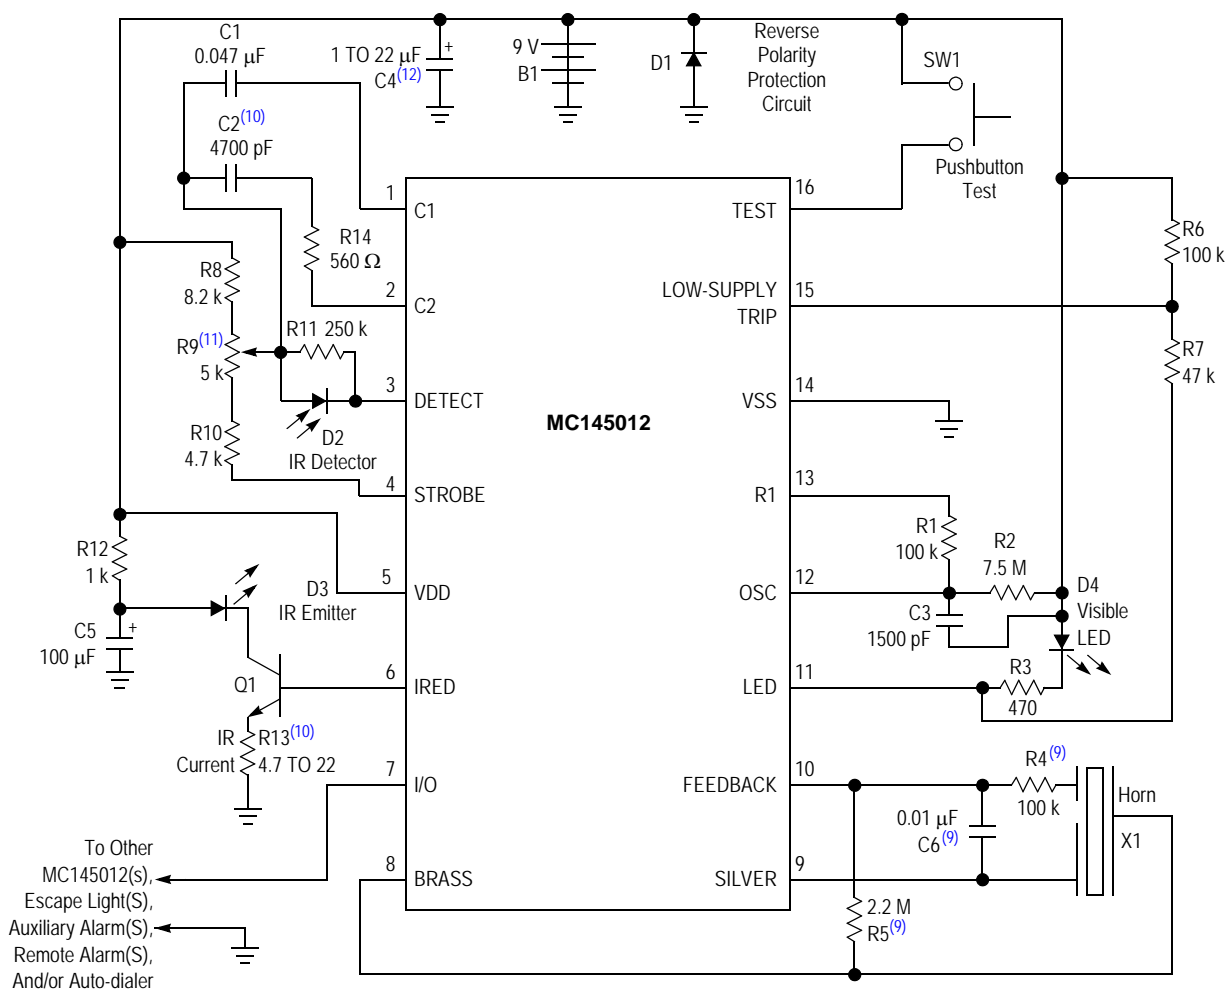 C1
0.047 µF
C2(10)
4700 pF
1 TO 22 µF
+
C4(12)
9 V
B1
D1
Reverse
Polarity
Protection
Circuit
SW1
Pushbutton
Test
R14
560 Ω
R8
8.2 k
R9(11)
5 k
R10
4.7 k
R11 250 k
D2
IR Detector
R12
1 k
C5
+
100 µF
D3
IR Emitter
Q1
IR
Current
R13(10)
4.7 TO 22
To Other
MC145012(s),
Escape Light(S),
Auxiliary Alarm(S),
Remote Alarm(S),
And/or Auto-dialer
MC145012
1
C1
2
C2
3
DETECT
4
STROBE
5
VDD
6
IRED
7
I/O
8
BRASS
16
TEST
15
LOW-SUPPLY
TRIP
14
VSS
13
R1
12
OSC
11
LED
10
FEEDBACK
9
SILVER
R6
100 k
R7
47 k
R1
100 k
R2
7.5 M
C3
1500 pF
D4
Visible
LED
R3
470
R4(9)
100 k
0.01 µF
C6(9)
Horn
X1
2.2 M
R5(9)